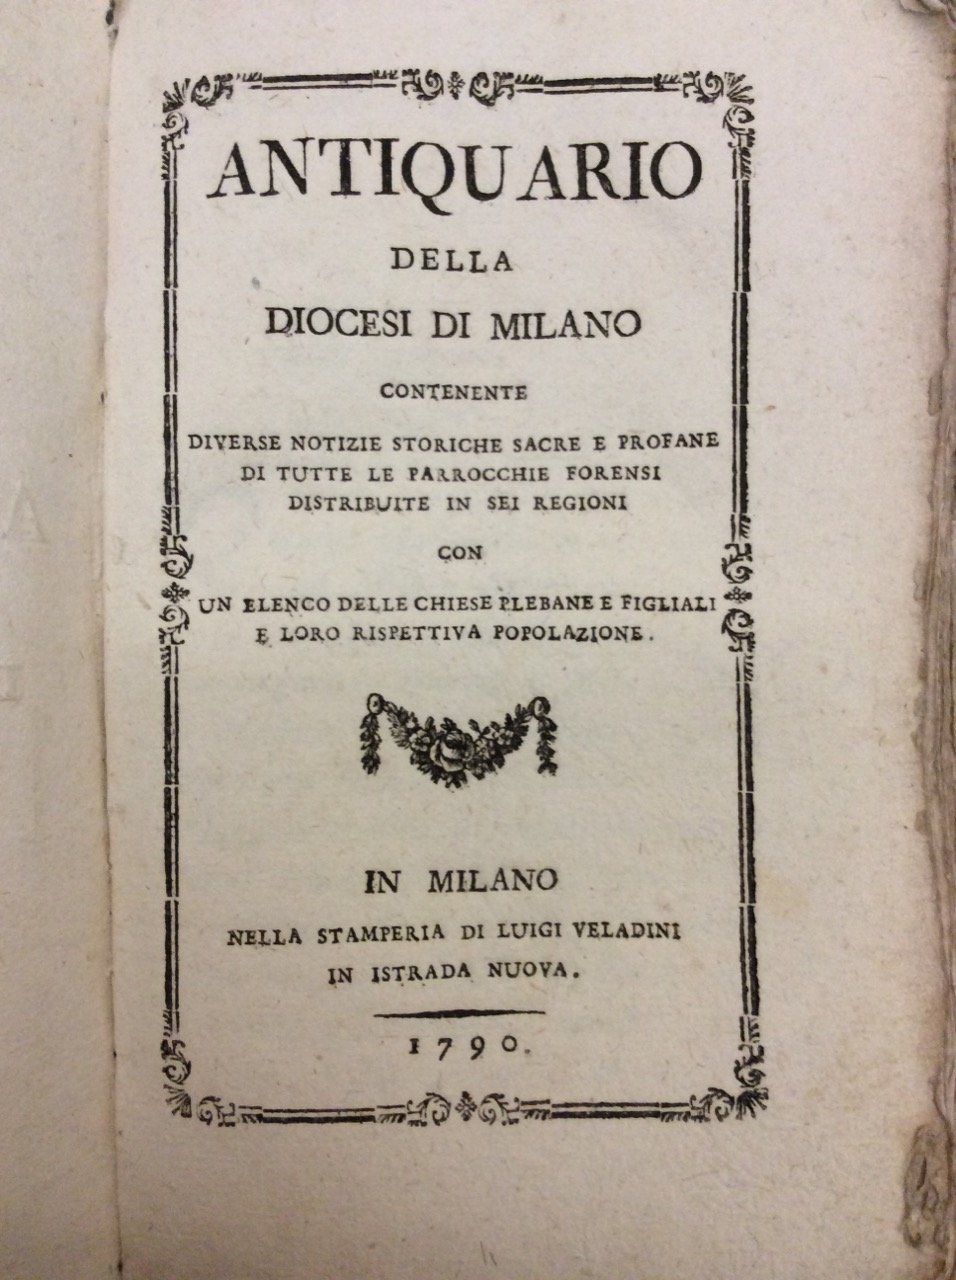 ANTIQUARIO
DELLA
DIOCESI DI MILANO
CONTENENTE
DIVERSE NOTIZIE STORICHE SACRE E PROFANE
DI TUTTE LE PARROCCHIE FORENSI
DISTRIBUITE IN SEI REGIONI
CON
UN ELENCO DELLE CHIESE PLEBANE E FIGLIALI
E LORO RISPETTIVA POPOLAZIONE.
IN MILANO
NELLA STAMPERIA DI LUIGI VELADINI
IN ISTRADA NUOVA.
1790.